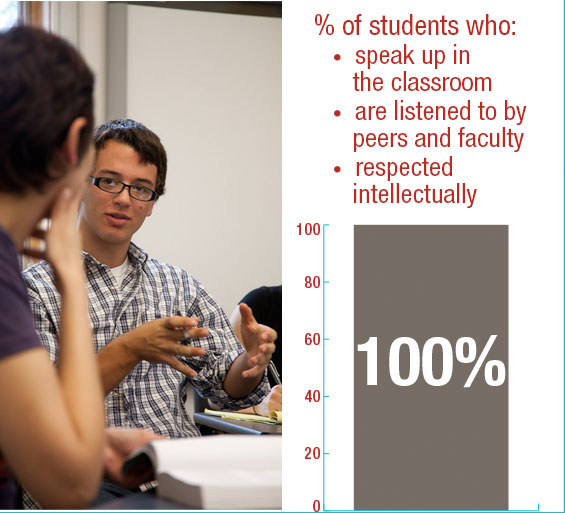 % of students who:
• speak up in
the classroom
• are listened to by
peers and faculty
• respected
intellectually
100
80
60
40
20
0
100%